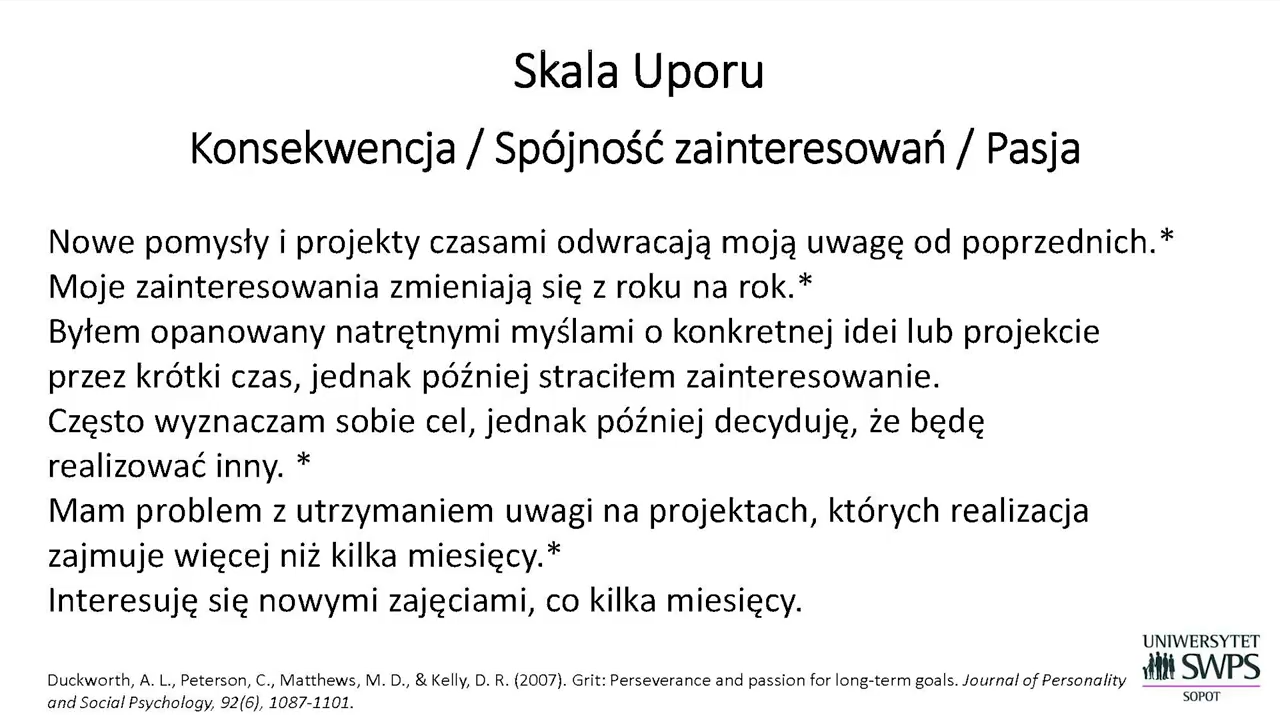 Skala Uporu
Konsekwencja / Spójność zainteresowań / Pasja
Nowe pomysły i projekty czasami odwracają moją uwagę od poprzednich.*
Moje zainteresowania zmieniają się z roku na rok.*
Byłem opanowany natrętnymi myślami o konkretnej idei lub projekcie
przez krótki czas, jednak później straciłem zainteresowanie.
Często wyznaczam sobie cel, jednak później decyduję, że będę
realizować inny. *
Mam problem z utrzymaniem uwagi na projektach, których realizacja
zajmuje więcej niż kilka miesięcy.*
Interesuję się nowymi zajęciami, co kilka miesięcy.
Duckworth, A. L., Peterson, C., Matthews, M. D., & Kelly, D. R. (2007). Grit: Perseverance and passion for long-term goals. Journal of Personality
and Social Psychology, 92(6), 1087-1101.
UNIWERSYTET
SWPS
SOPOT